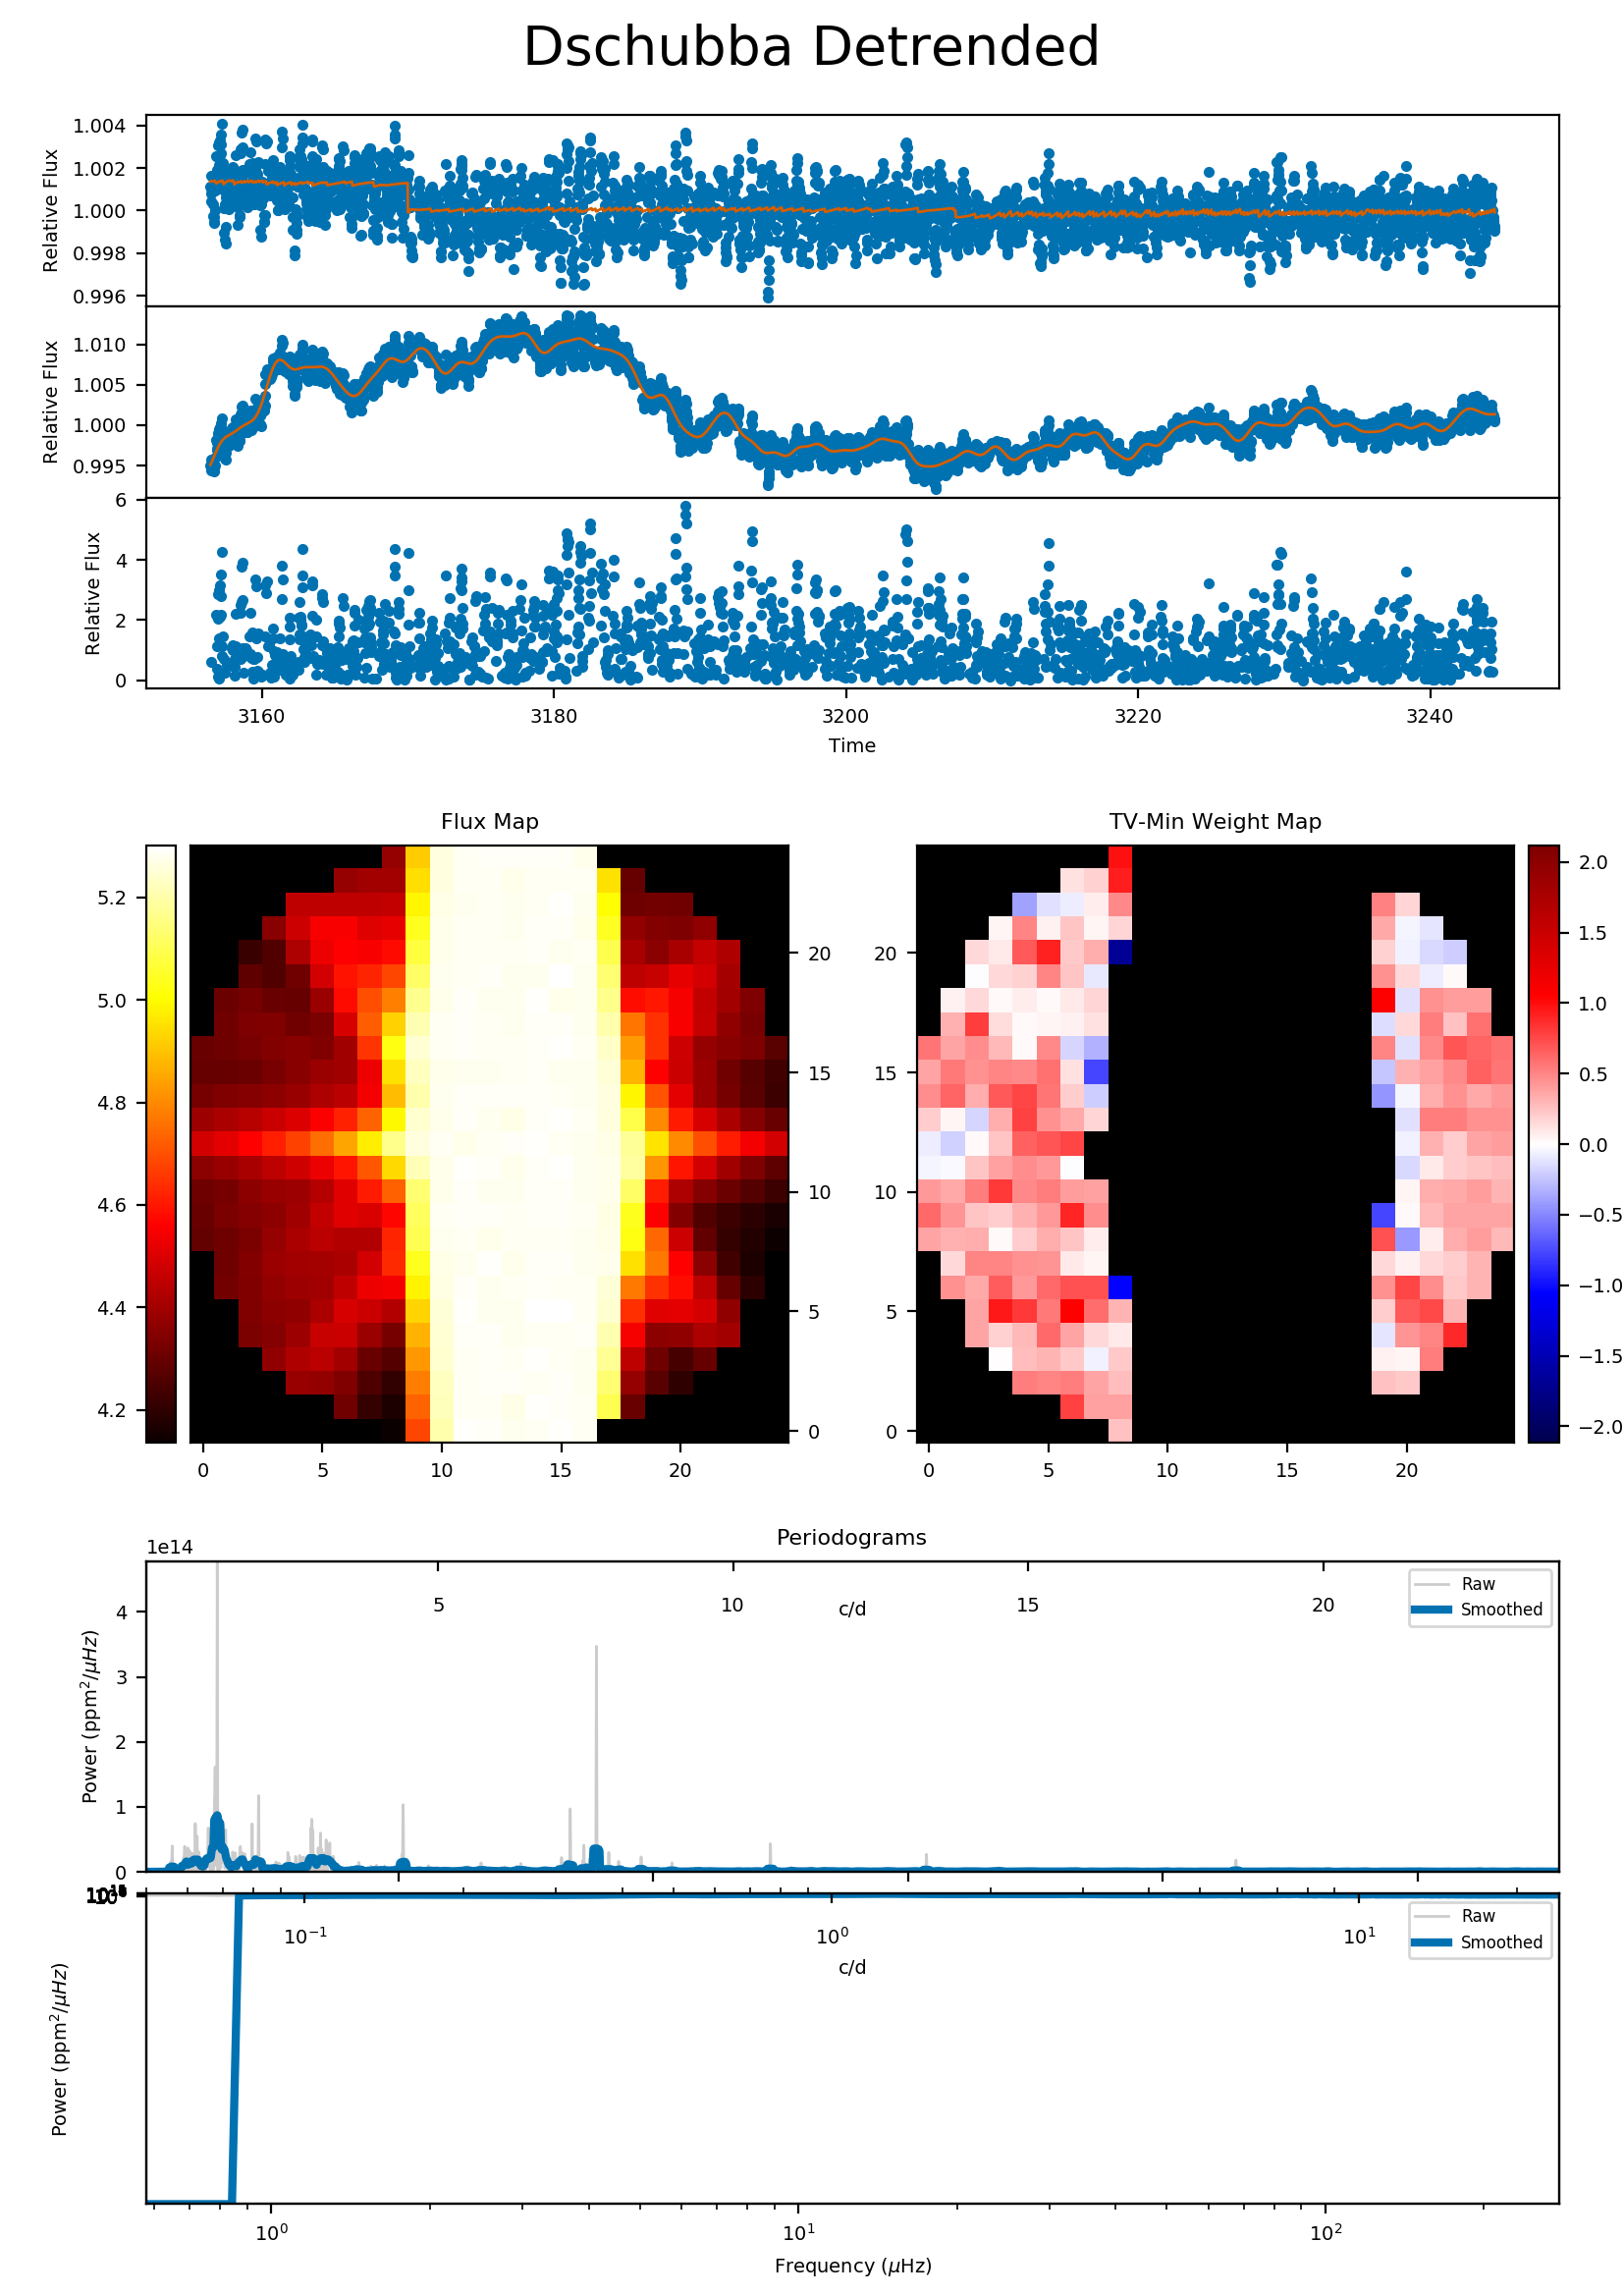 Dschubba Detrended
1.004
1.002
1.000
0.998
0.996
Relative Flux
1.010
1.005
1.000
0.995
Relative Flux
6
4
2
0
Relative Flux
3160 3180 3200 3220 3240
Time
Flux Map
5.2
5.0
4.8
4.6
4.4
4.2
20
15
10
5
0
0 5 10 15 20
TV-Min Weight Map
20
15
10
5
0
0 5 10 15 20
2.0
1.5
1.0
0.5
0.0
−0.5
−1.0
−1.5
−2.0
Periodograms
1e14
4
3
2
1
0
Power (ppm²/μHz)
5 10 15 20
c/d
Raw
Smoothed
Power (ppm²/μHz)
10⁻¹ 10⁰ 10¹
c/d
Raw
Smoothed
10⁰ 10¹ 10²
Frequency (μHz)